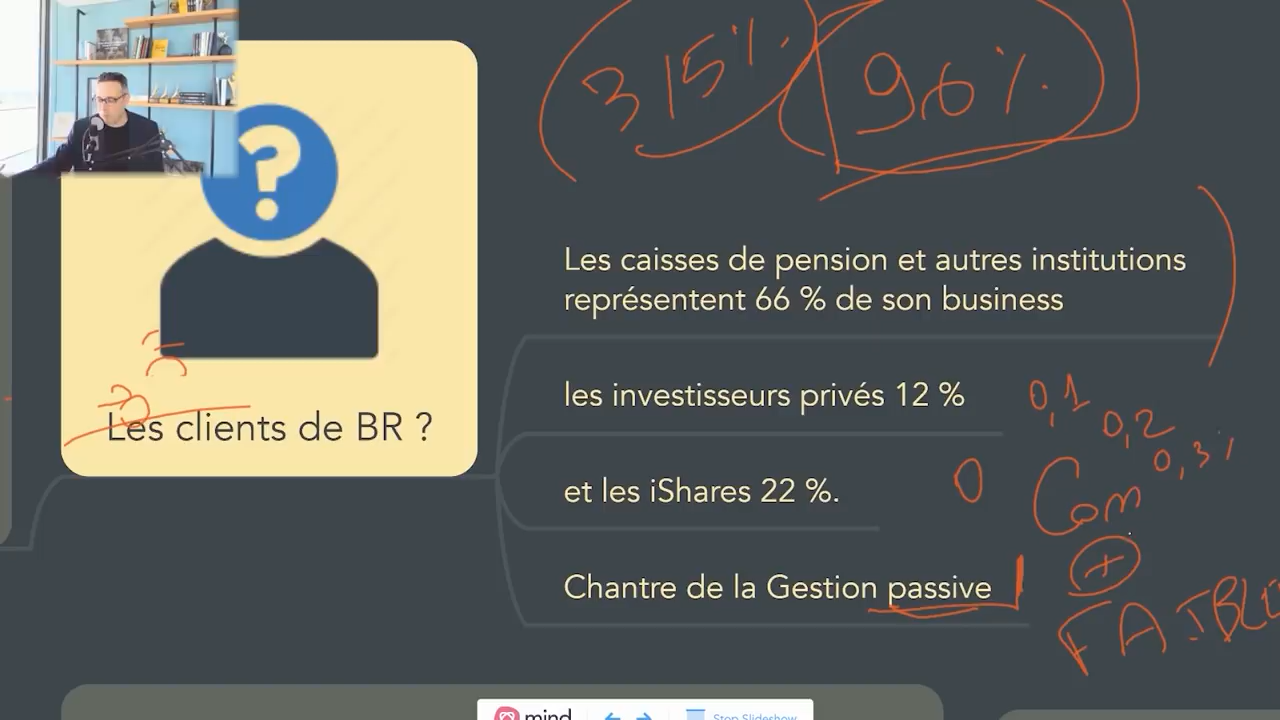 315%
96%
Les caisses de pension et autres institutions
représentent 66 % de son business
les investisseurs privés 12 %
0,1
0,2
0,3%
et les iShares 22 %.
0
Com
+
Chantre de la Gestion passive
FAIBLE
Les clients de BR ?
mind
Stop Slideshow